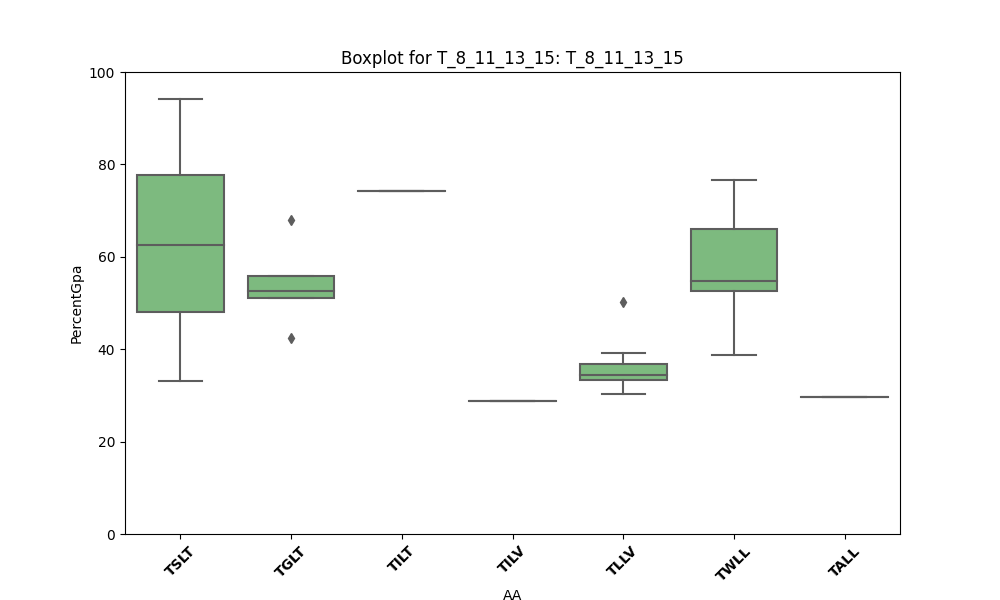 Boxplot for T_8_11_13_15: T_8_11_13_15
100
80
60
40
20
0
PercentGpa
TSLT TGLT TILT TILV TLLV TWLL TALL
AA